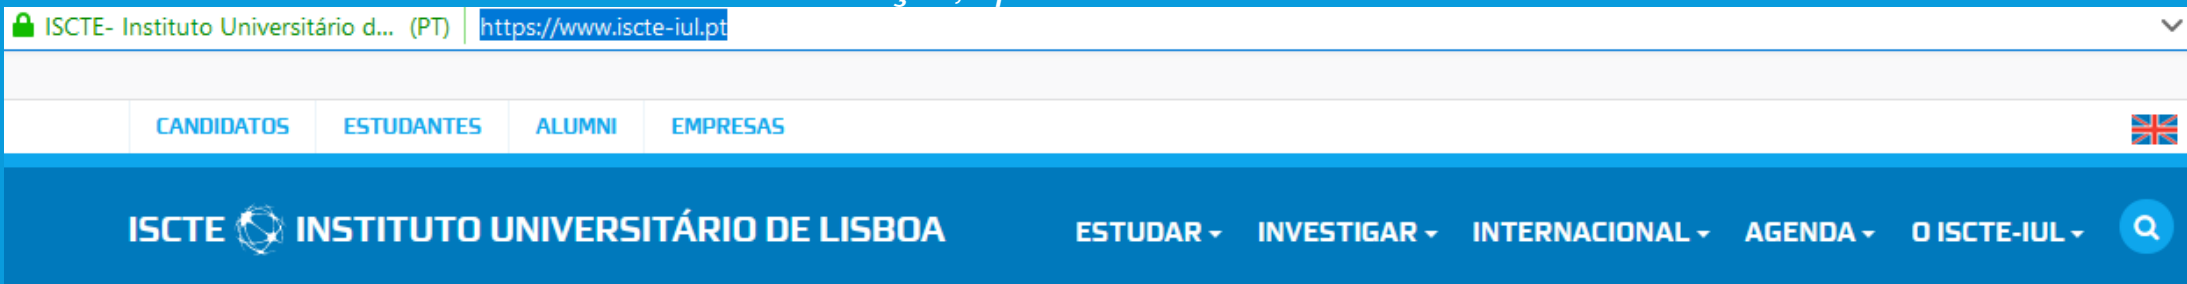 ISCTE- Instituto Universitário d... (PT) https://www.iscte-iul.pt
CANDIDATOS ESTUDANTES ALUMNI EMPRESAS
ISCTE INSTITUTO UNIVERSITÁRIO DE LISBOA ESTUDAR INVESTIGAR INTERNACIONAL AGENDA O ISCTE-IUL